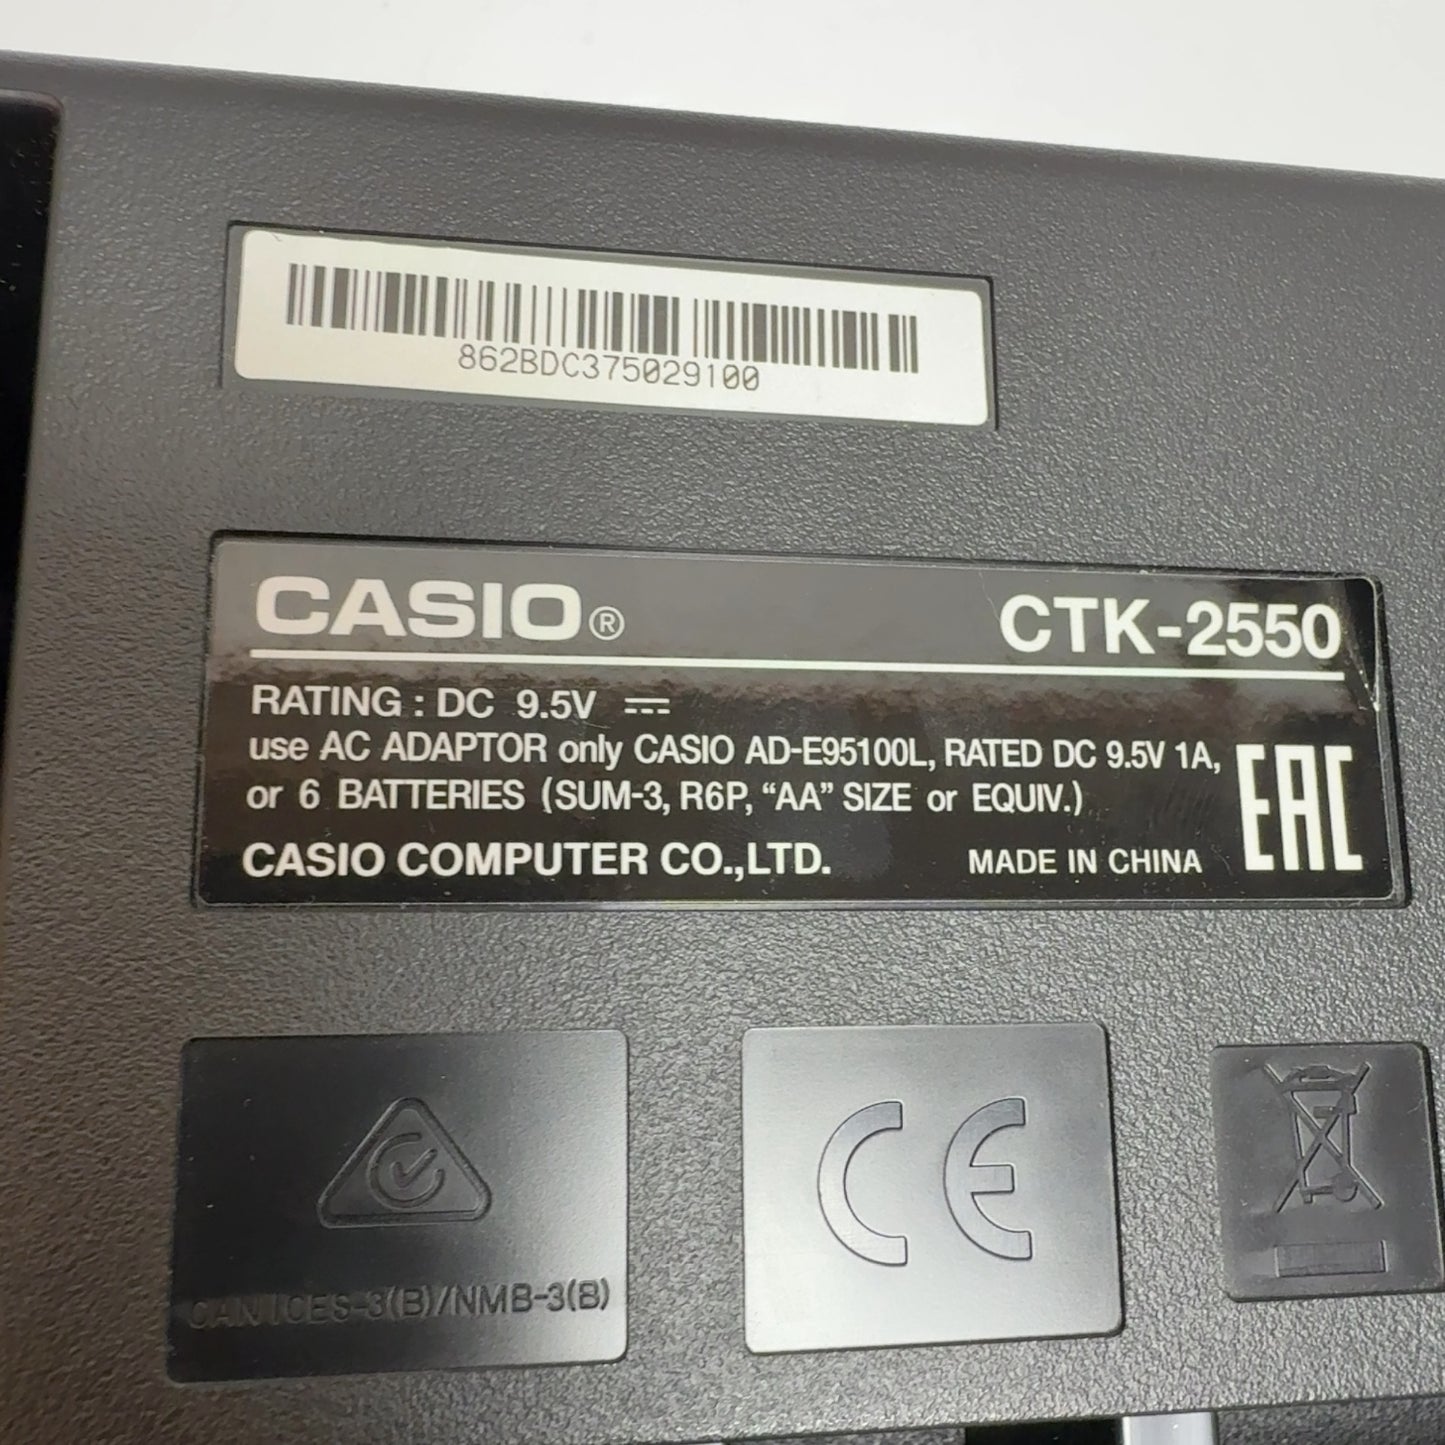 862BDC375029100
CASIO® CTK-2550
RATING : DC 9.5V
use AC ADAPTOR only CASIO AD-E95100L, RATED DC 9.5V 1A,
or 6 BATTERIES (SUM-3, R6P, “AA” SIZE or EQUIV.)
CASIO COMPUTER CO.,LTD. MADE IN CHINA
EAC
CE
CAN ICES-3(B)/NMB-3(B)